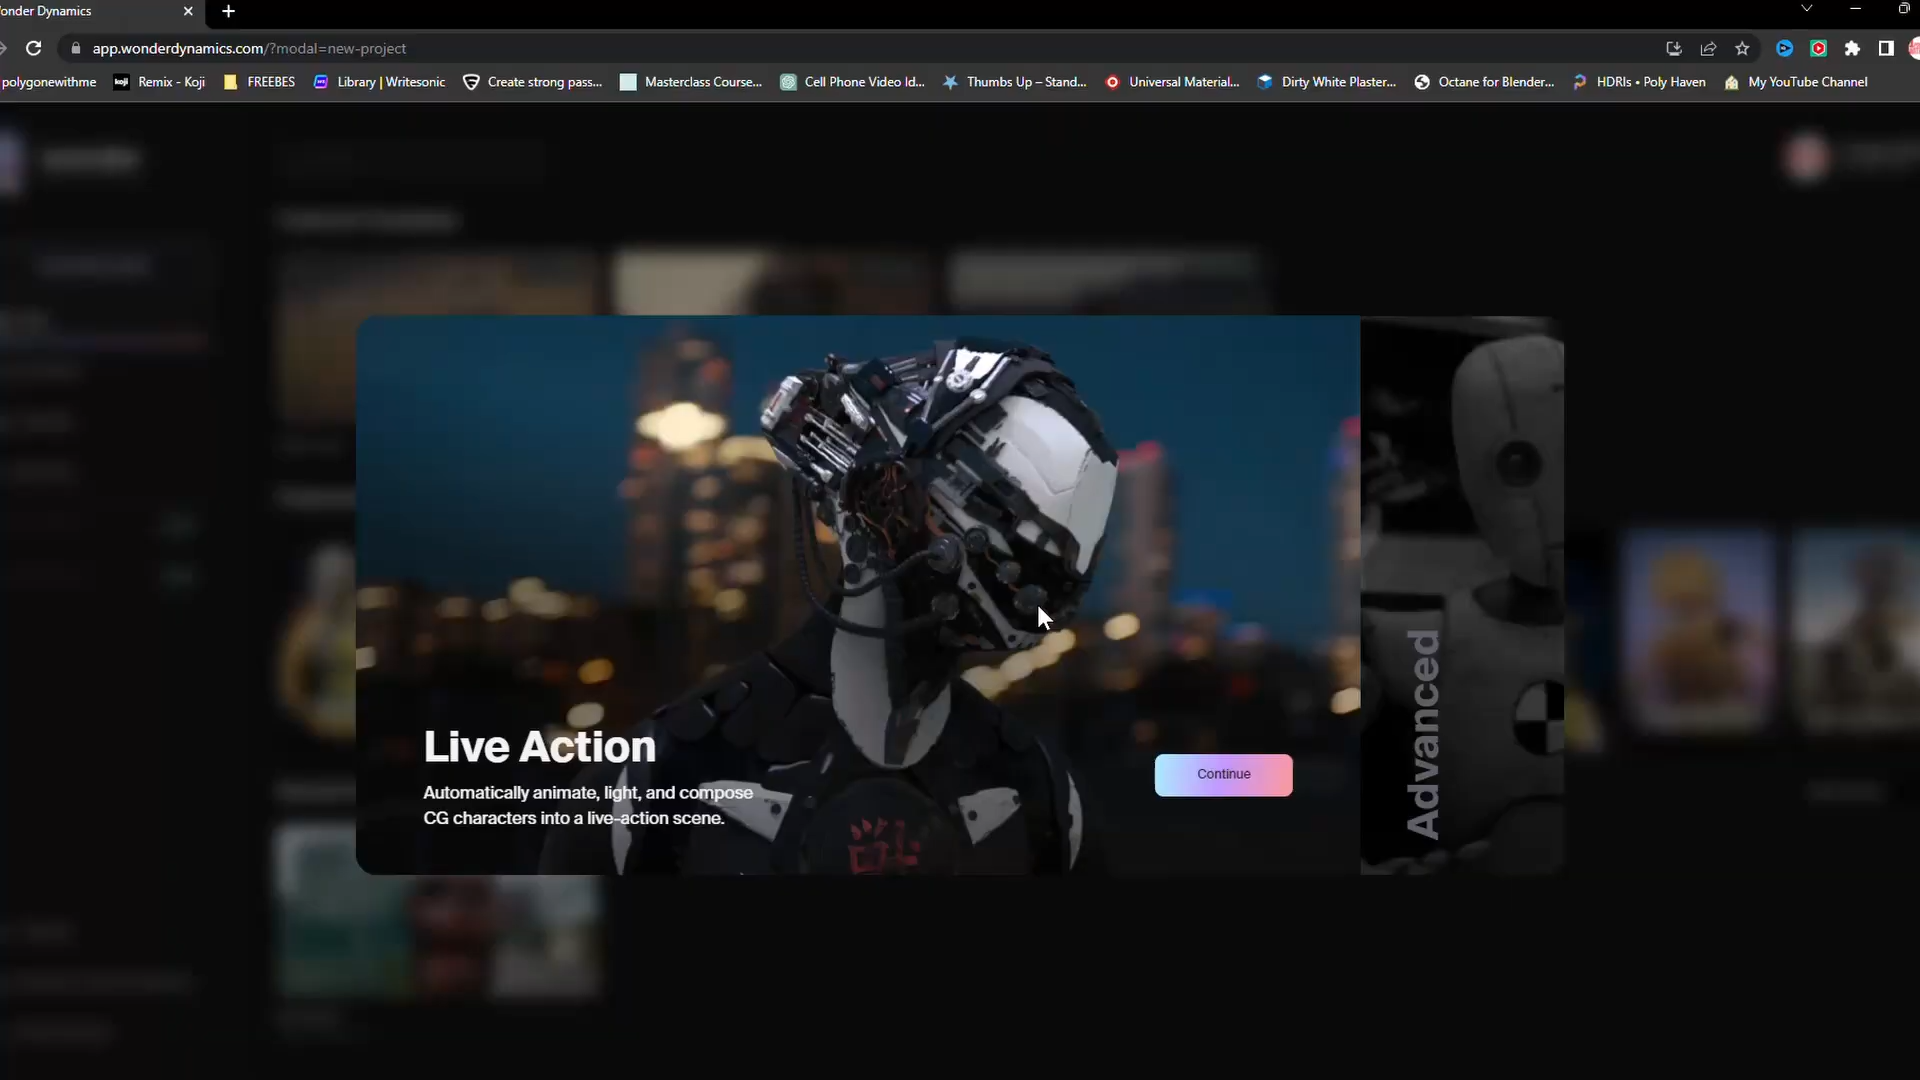 onder Dynamics
app.wonderdynamics.com/?modal=new-project
polygonewithme
koji Remix - Koji
FREEBES
Library | Writesonic
Create strong pass...
Masterclass Course...
Cell Phone Video Id...
Thumbs Up – Stand...
Universal Material...
Dirty White Plaster...
Octane for Blender...
HDRIs • Poly Haven
My YouTube Channel
Live Action
Automatically animate, light, and compose
CG characters into a live-action scene.
Continue
Advanced